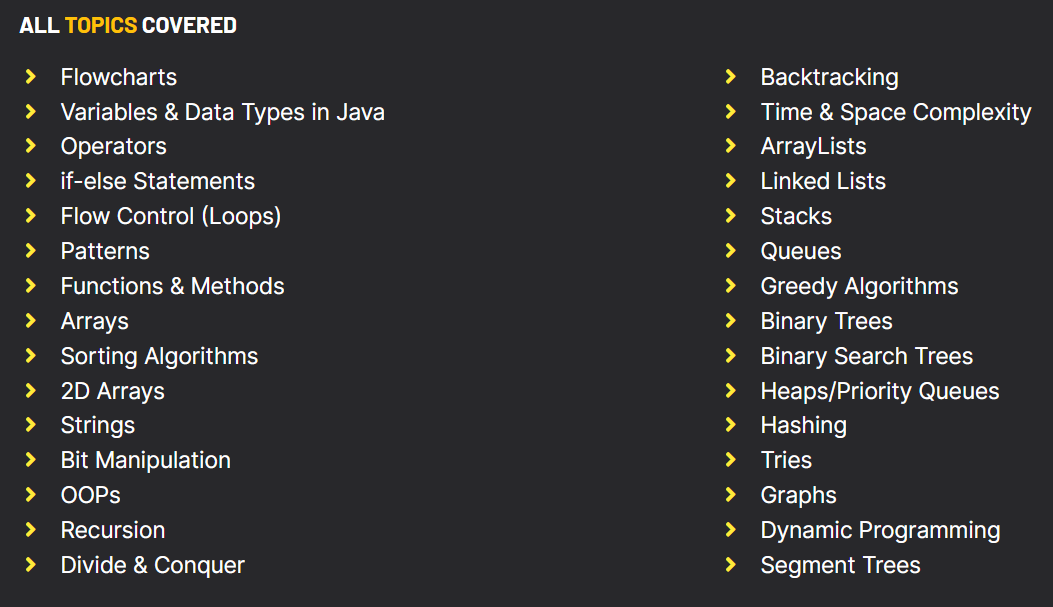 ALL TOPICS COVERED
Flowcharts
Variables & Data Types in Java
Operators
if-else Statements
Flow Control (Loops)
Patterns
Functions & Methods
Arrays
Sorting Algorithms
2D Arrays
Strings
Bit Manipulation
OOPs
Recursion
Divide & Conquer
Backtracking
Time & Space Complexity
ArrayLists
Linked Lists
Stacks
Queues
Greedy Algorithms
Binary Trees
Binary Search Trees
Heaps/Priority Queues
Hashing
Tries
Graphs
Dynamic Programming
Segment Trees